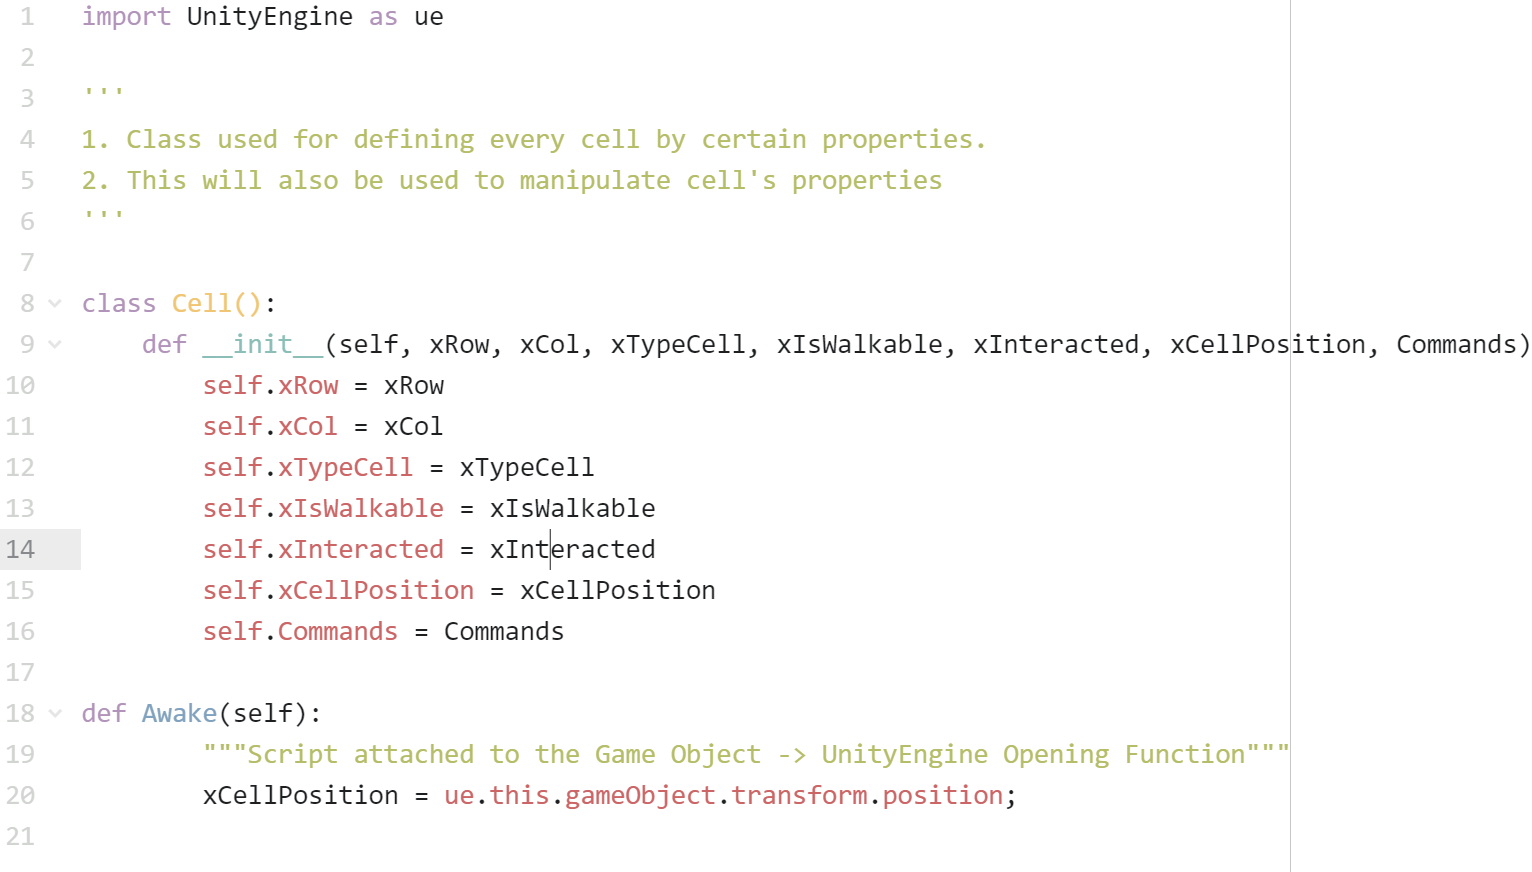 1 import UnityEngine as ue
2
3 '''
4 1. Class used for defining every cell by certain properties.
5 2. This will also be used to manipulate cell's properties
6 '''
7
8 class Cell():
9     def __init__(self, xRow, xCol, xTypeCell, xIsWalkable, xInteracted, xCellPosition, Commands)
10         self.xRow = xRow
11         self.xCol = xCol
12         self.xTypeCell = xTypeCell
13         self.xIsWalkable = xIsWalkable
14         self.xInteracted = xInteracted
15         self.xCellPosition = xCellPosition
16         self.Commands = Commands
17
18 def Awake(self):
19         """Script attached to the Game Object -> UnityEngine Opening Function"""
20         xCellPosition = ue.this.gameObject.transform.position;
21